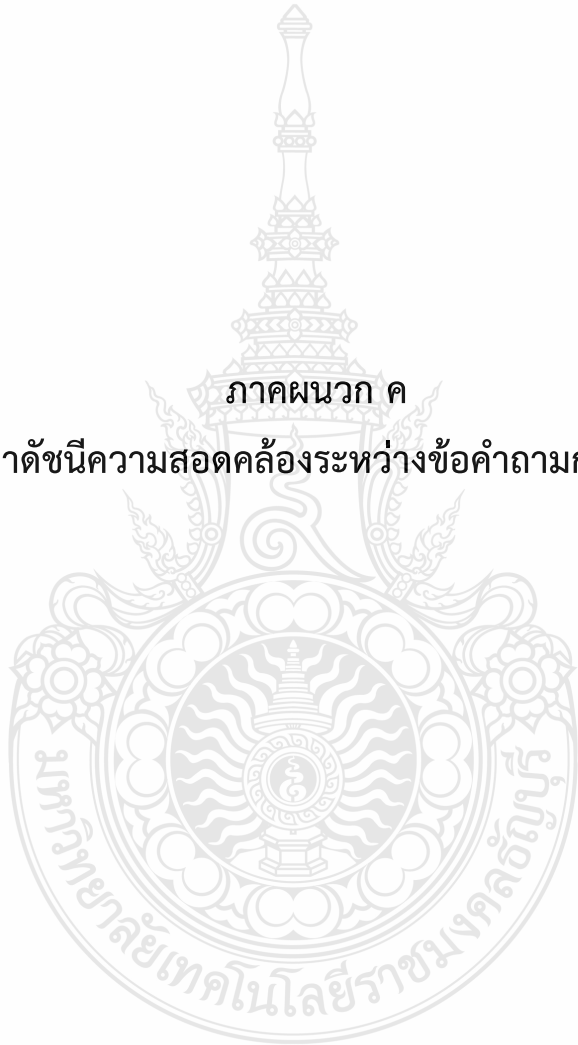 ภาคผนวก ค
าดัชนีความสอดคล้องระหว่างข้อคำถามก
มหาวิทยาลัยเทคโนโลยีราชมงคลธัญบุรี